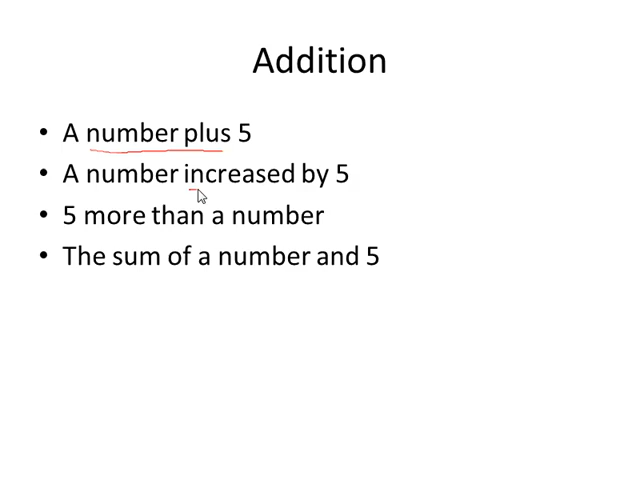 Addition
• A number plus 5
• A number increased by 5
• 5 more than a number
• The sum of a number and 5